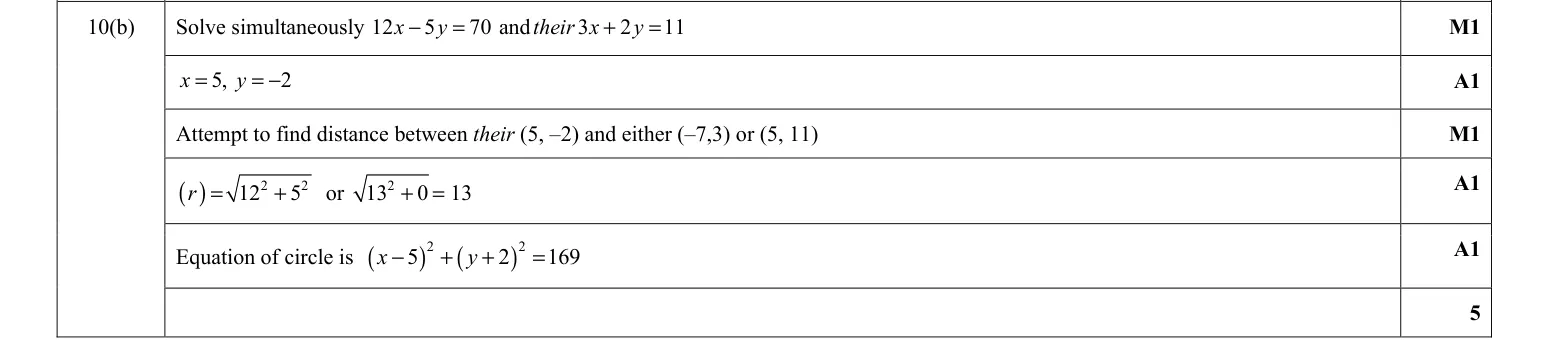 10(b) Solve simultaneously 12x − 5y = 70 and their 3x + 2y = 11 M1
x = 5, y = −2 A1
Attempt to find distance between their (5, –2) and either (–7,3) or (5, 11) M1
(r) = √(12² + 5²) or √(13² + 0) = 13 A1
Equation of circle is (x − 5)² + (y + 2)² = 169 A1
5